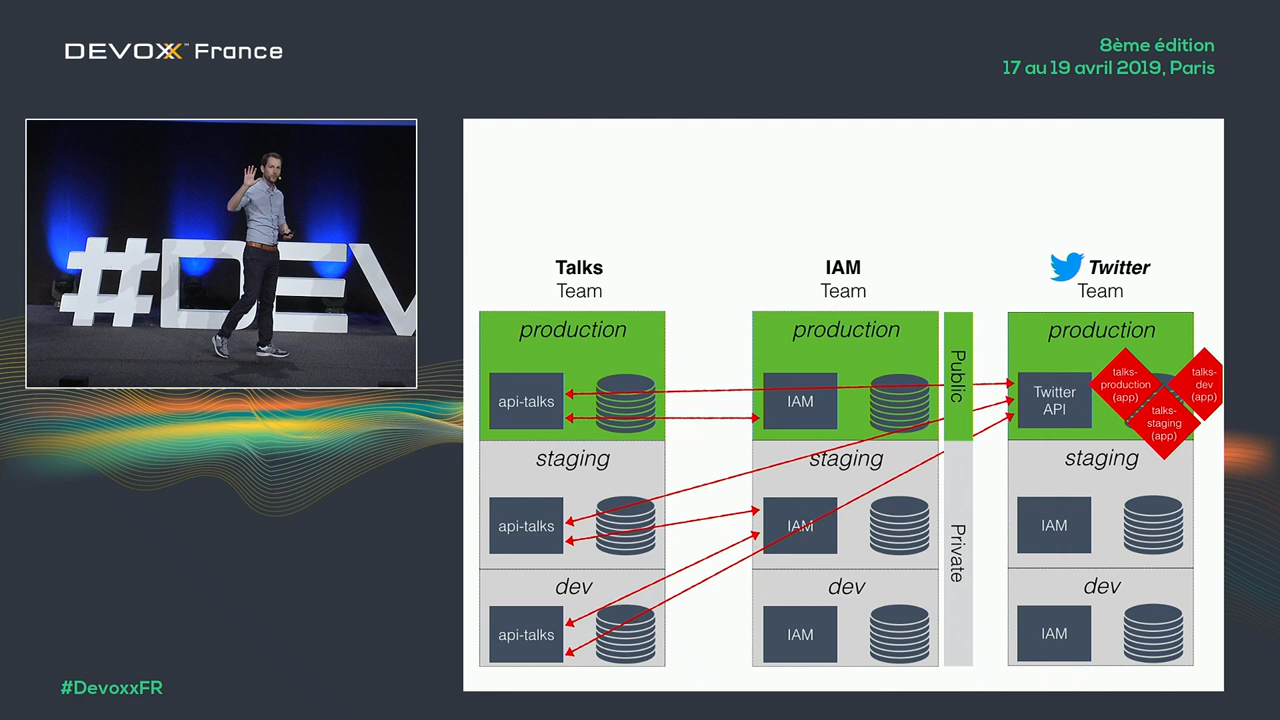 DEVOXX™ France
8ème édition
17 au 19 avril 2019, Paris
#DEV
Talks
Team
IAM
Team
Twitter
Team
production
api-talks
staging
api-talks
dev
api-talks
production
IAM
staging
IAM
dev
IAM
Public
Private
production
Twitter
API
talks-
production
(app)
talks-
staging
(app)
talks-
dev
(app)
staging
IAM
dev
IAM
#DevoxxFR